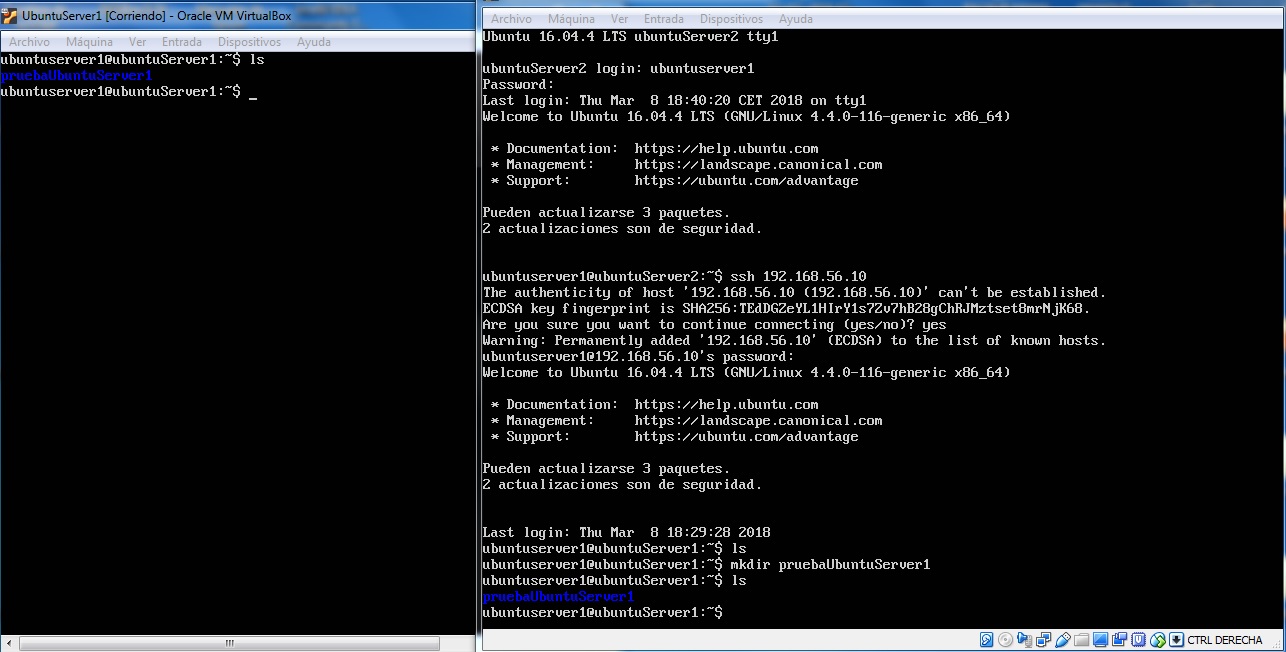 UbuntuServer1 [Corriendo] - Oracle VM VirtualBox
Archivo Máquina Ver Entrada Dispositivos Ayuda
ubuntuserver1@ubuntuServer1:~$ ls
pruebaUbuntuServer1
ubuntuserver1@ubuntuServer1:~$ _
Archivo Máquina Ver Entrada Dispositivos Ayuda
Ubuntu 16.04.4 LTS ubuntuServer2 tty1
ubuntuServer2 login: ubuntuserver1
Password:
Last login: Thu Mar  8 18:40:20 CET 2018 on tty1
Welcome to Ubuntu 16.04.4 LTS (GNU/Linux 4.4.0-116-generic x86_64)
* Documentation:  https://help.ubuntu.com
* Management:     https://landscape.canonical.com
* Support:        https://ubuntu.com/advantage
Pueden actualizarse 3 paquetes.
2 actualizaciones son de seguridad.
ubuntuserver1@ubuntuServer2:~$ ssh 192.168.56.10
The authenticity of host '192.168.56.10 (192.168.56.10)' can't be established.
ECDSA key fingerprint is SHA256:TEdDGZeYL1HIrY1s7Zv7hB28gChRJMztset8mrNjK68.
Are you sure you want to continue connecting (yes/no)? yes
Warning: Permanently added '192.168.56.10' (ECDSA) to the list of known hosts.
ubuntuserver1@192.168.56.10's password:
Welcome to Ubuntu 16.04.4 LTS (GNU/Linux 4.4.0-116-generic x86_64)
* Documentation:  https://help.ubuntu.com
* Management:     https://landscape.canonical.com
* Support:        https://ubuntu.com/advantage
Pueden actualizarse 3 paquetes.
2 actualizaciones son de seguridad.
Last login: Thu Mar  8 18:29:28 2018
ubuntuserver1@ubuntuServer1:~$ ls
ubuntuserver1@ubuntuServer1:~$ mkdir pruebaUbuntuServer1
ubuntuserver1@ubuntuServer1:~$ ls
pruebaUbuntuServer1
ubuntuserver1@ubuntuServer1:~$
CTRL DERECHA